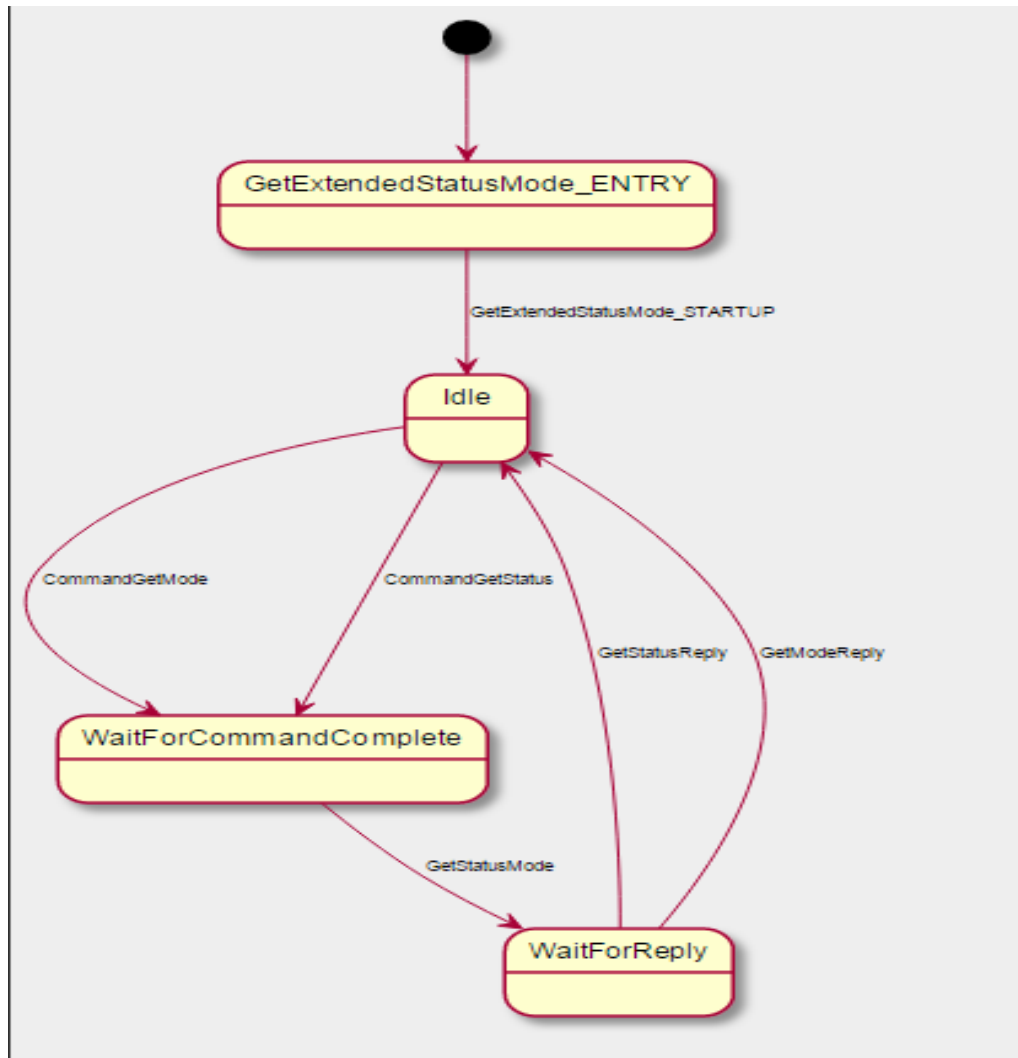 GetExtendedStatusMode_ENTRY
GetExtendedStatusMode_STARTUP
Idle
CommandGetMode
CommandGetStatus
GetStatusReply
GetModeReply
WaitForCommandComplete
GetStatusMode
WaitForReply